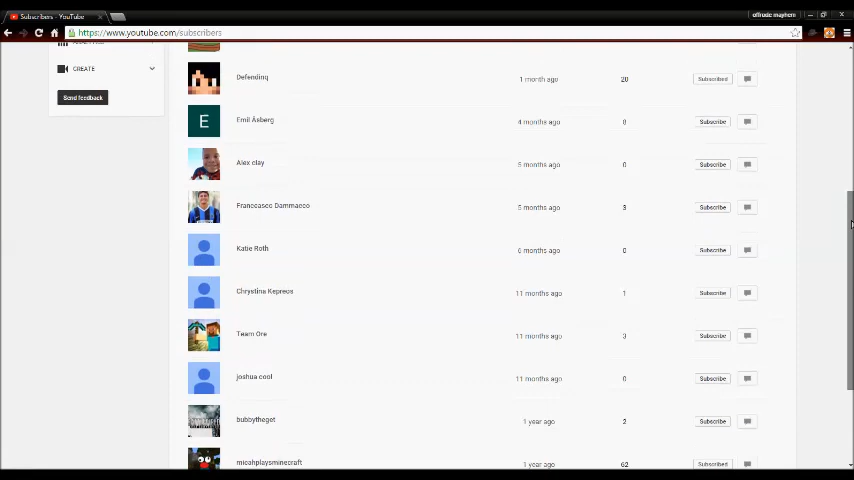 Subscribers - YouTube
offrude mayhem
https://www.youtube.com/subscribers
CREATE
Send feedback
Defending 1 month ago 20 Subscribed
E Emil Åsberg 4 months ago 8 Subscribe
Alex clay 5 months ago 0 Subscribe
Francesco Dammacco 5 months ago 3 Subscribe
Katie Roth 6 months ago 0 Subscribe
Chrystina Kepreos 11 months ago 1 Subscribe
Team Ore 11 months ago 3 Subscribe
joshua cool 11 months ago 0 Subscribe
bubbytheget 1 year ago 2 Subscribe
micahplaysminecraft 1 year ago 62 Subscribed